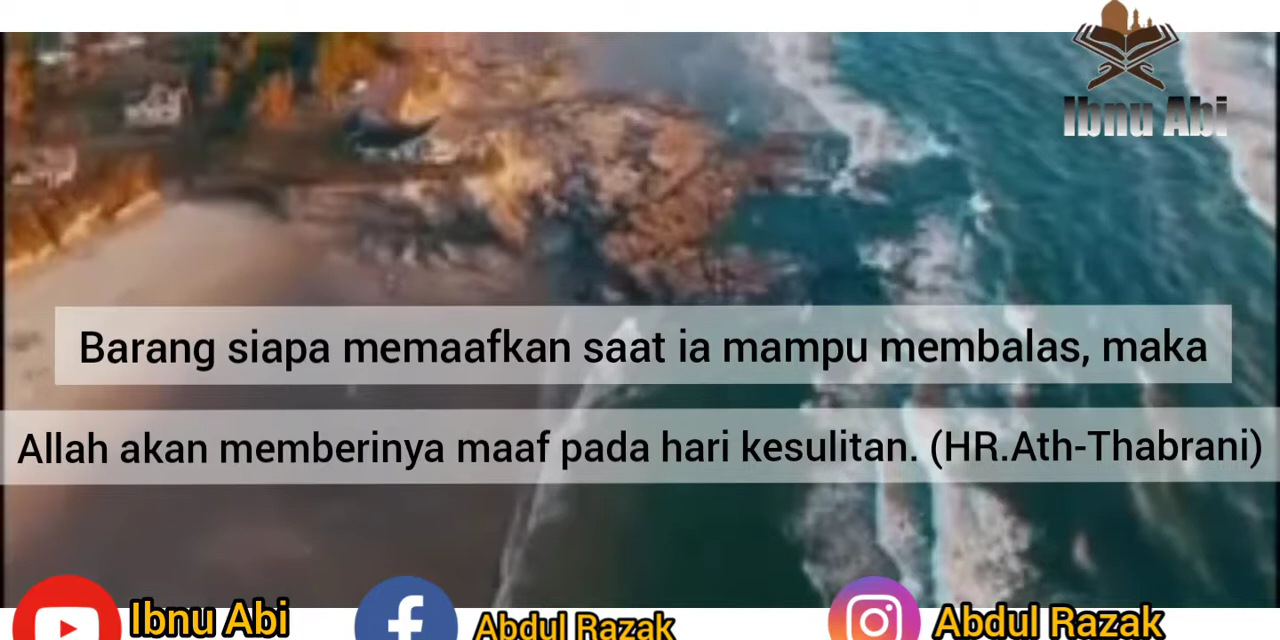 Ibnu Abi
Barang siapa memaafkan saat ia mampu membalas, maka
Allah akan memberinya maaf pada hari kesulitan. (HR.Ath-Thabrani)
Ibnu Abi
Abdul Razak
Abdul Razak